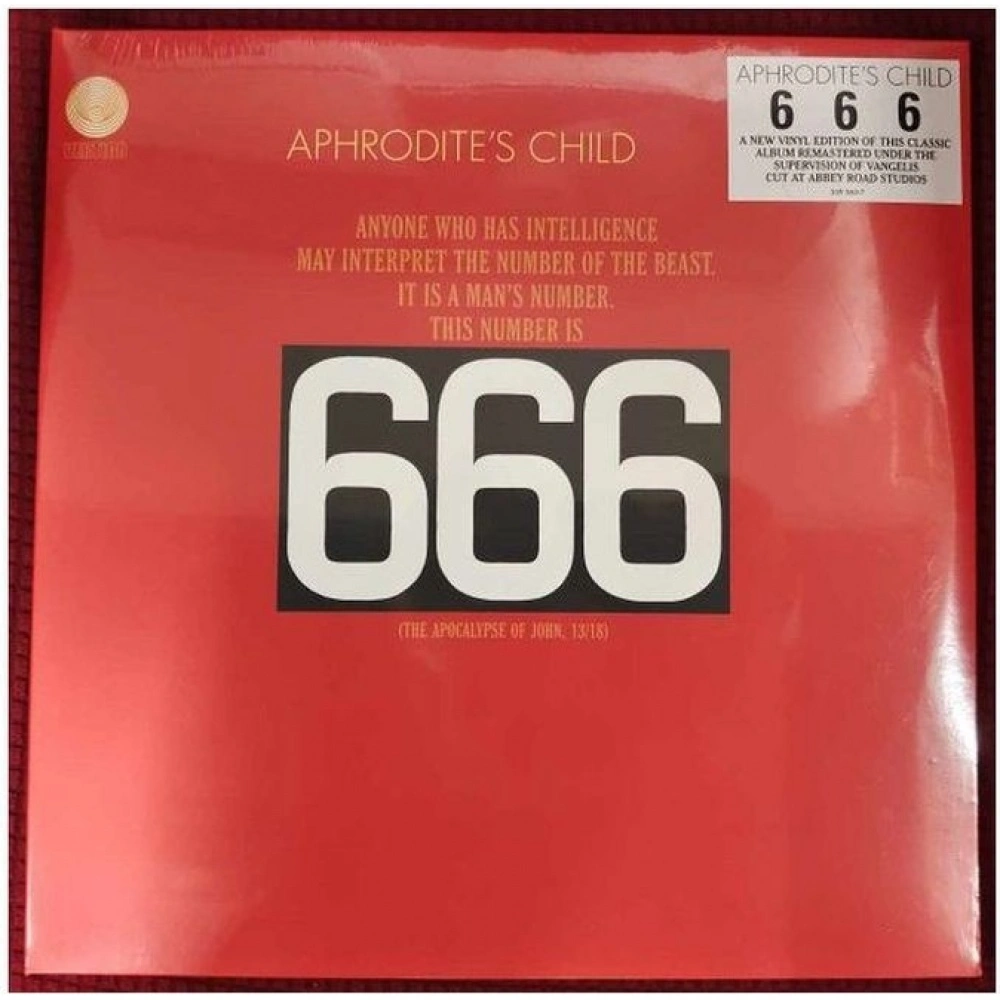 VERTIGO
APHRODITE'S CHILD
ANYONE WHO HAS INTELLIGENCE
MAY INTERPRET THE NUMBER OF THE BEAST.
IT IS A MAN'S NUMBER.
THIS NUMBER IS
666
(THE APOCALYPSE OF JOHN, 13/18)
APHRODITE'S CHILD
6 6 6
A NEW VINYL EDITION OF THIS CLASSIC
ALBUM REMASTERED UNDER THE
SUPERVISION OF VANGELIS
CUT AT ABBEY ROAD STUDIOS